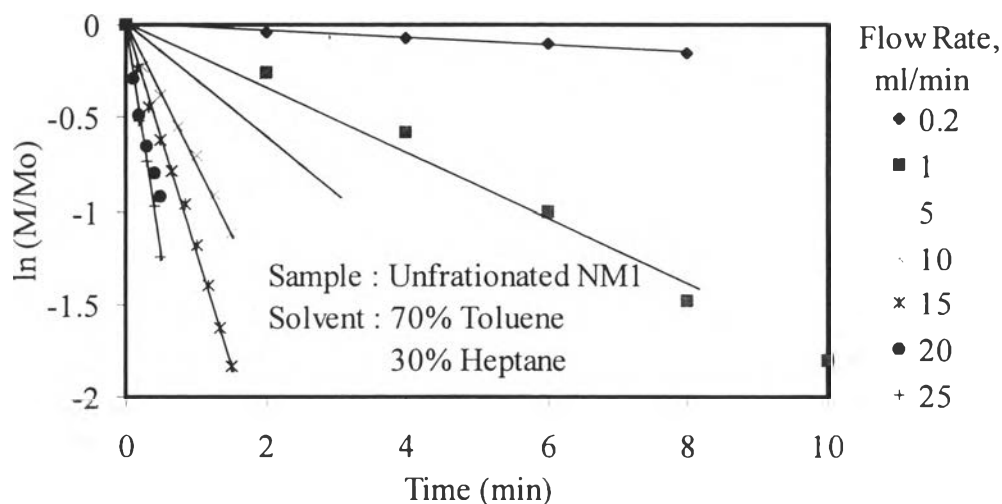 0
-0.5
-1
-1.5
-2
ln (M/Mo)
0
2
4
6
8
10
Time (min)
Sample : Unfrationated NM1
Solvent : 70% Toluene
30% Heptane
Flow Rate,
ml/min
0.2
1
5
10
15
20
25